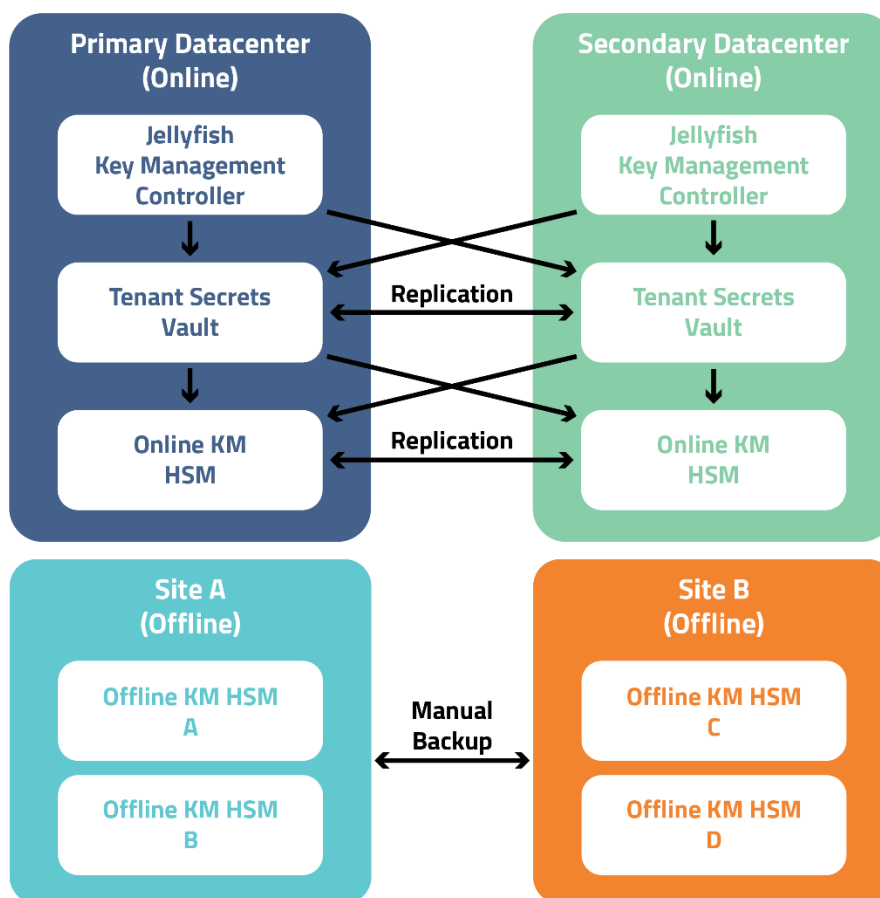 Primary Datacenter
(Online)
Jellyfish
Key Management
Controller
Tenant Secrets
Vault
Online KM
HSM
Secondary Datacenter
(Online)
Jellyfish
Key Management
Controller
Tenant Secrets
Vault
Online KM
HSM
Replication
Replication
Site A
(Offline)
Offline KM HSM
A
Offline KM HSM
B
Manual
Backup
Site B
(Offline)
Offline KM HSM
C
Offline KM HSM
D